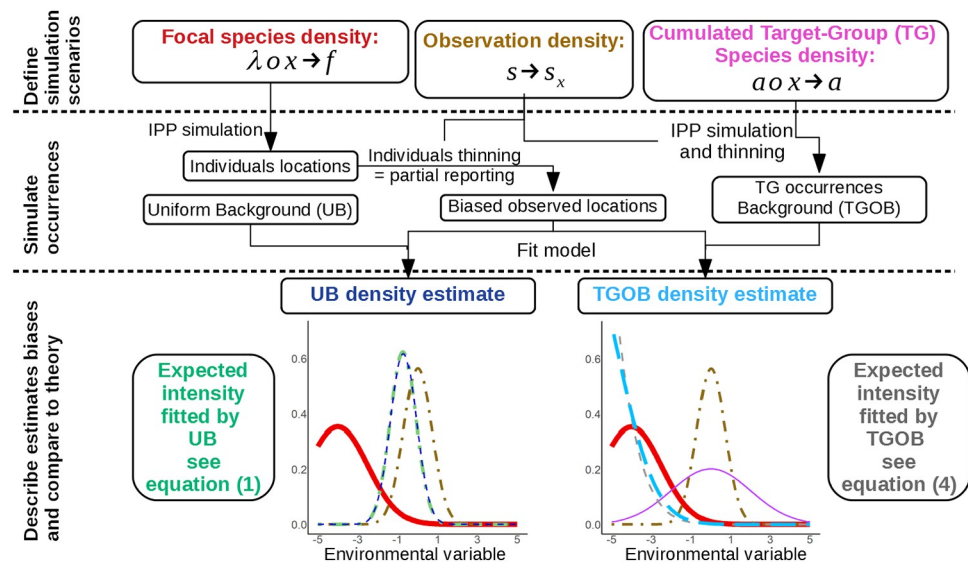 Define
simulation
scenarios
Focal species density:
λ o x → f
Observation density:
s → sₓ
Cumulated Target-Group (TG)
Species density:
a o x → a
Simulate
occurrences
IPP simulation
Individuals locations
Individuals thinning
= partial reporting
IPP simulation
and thinning
Uniform Background (UB)
Biased observed locations
TG occurrences
Background (TGOB)
Fit model
Describe estimates biases
and compare to theory
UB density estimate
TGOB density estimate
Expected
intensity
fitted by
UB
see
equation (1)
0.6
0.4
0.2
0.0
-5 -3 -1 1 3 5
Environmental variable
0.6
0.4
0.2
0.0
-5 -3 -1 1 3 5
Environmental variable
Expected
intensity
fitted by
TGOB
see
equation (4)